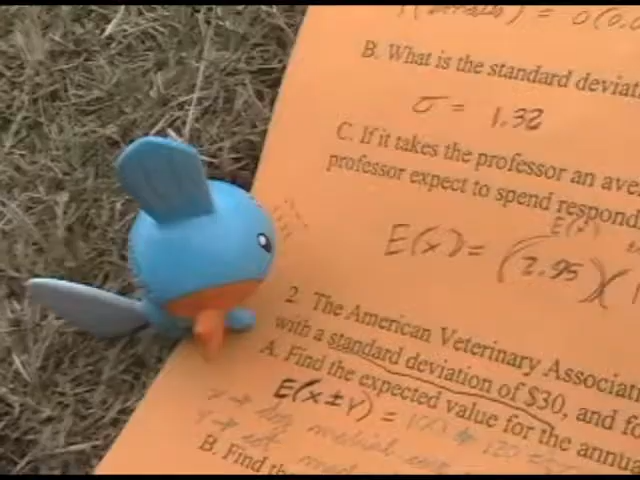 B. What is the standard deviat
σ = 1.32
C. If it takes the professor an ave
professor expect to spend respond
E(x)
E(x) = (2.95)(
2. The American Veterinary Associati
with a standard deviation of $30, and fo
A. Find the expected value for the annua
E(x±y) =
B. Find th